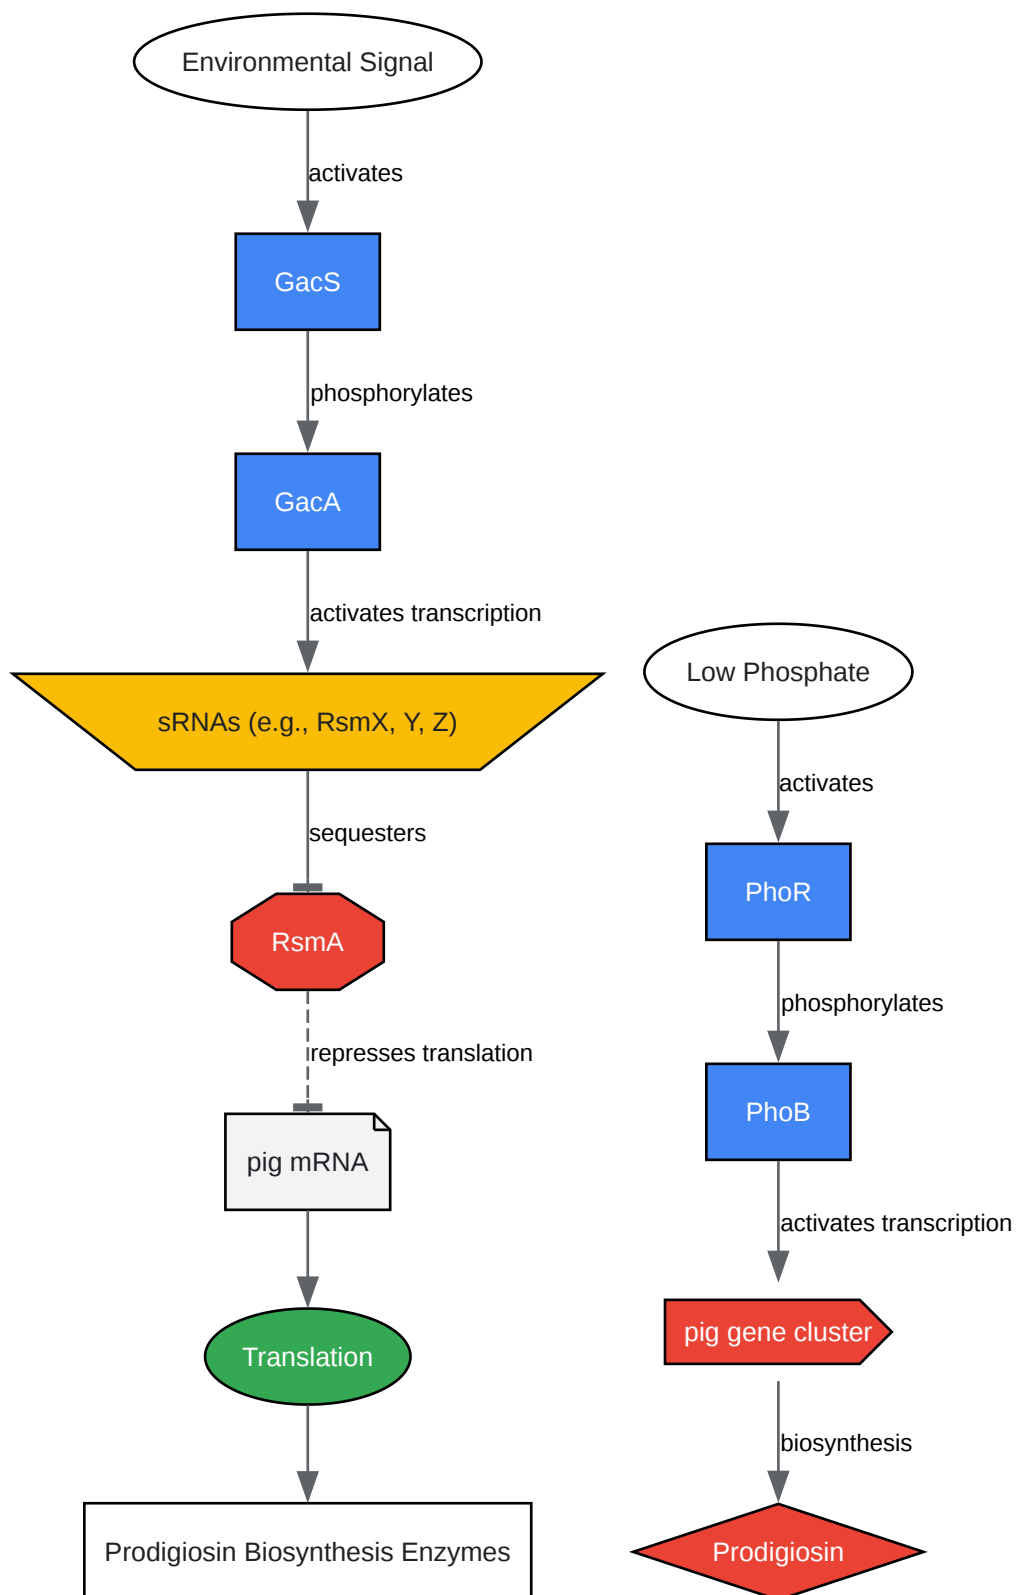 Environmental Signal
activates
GacS
phosphorylates
GacA
activates transcription
sRNAs (e.g., RsmX, Y, Z)
sequesters
RsmA
represses translation
pig mRNA
Translation
Prodigiosin Biosynthesis Enzymes
Low Phosphate
activates
PhoR
phosphorylates
PhoB
activates transcription
pig gene cluster
biosynthesis
Prodigiosin